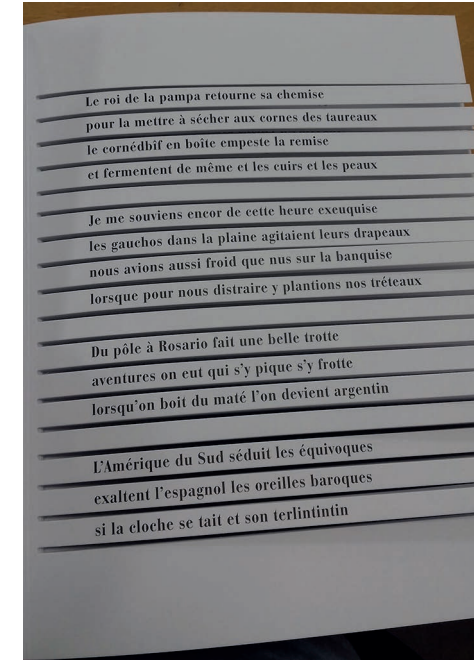 Le roi de la pampa retourne sa chemise
pour la mettre à sécher aux cornes des taureaux
le cornédbîf en boîte empeste la remise
et fermentent de même et les cuirs et les peaux
Je me souviens encor de cette heure exeuquise
les gauchos dans la plaine agitaient leurs drapeaux
nous avions aussi froid que nus sur la banquise
lorsque pour nous distraire y plantions nos tréteaux
Du pôle à Rosario fait une belle trotte
aventures on eut qui s'y pique s'y frotte
lorsqu'on boit du maté l'on devient argentin
L'Amérique du Sud séduit les équivoques
exaltent l'espagnol les oreilles baroques
si la cloche se tait et son terlintintin